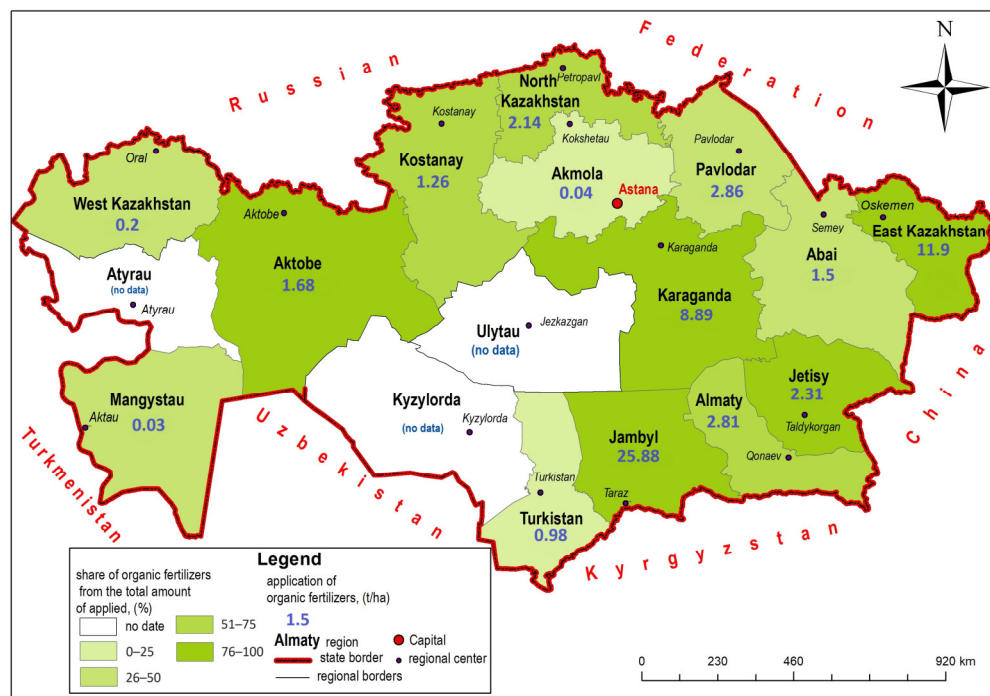 Russian
Federation
N
North
Petropavl
Kazakhstan
2.14
Kostanay
Kokshetau
Pavlodar
Oral
Kostanay
1.26
Akmola
0.04
Astana
Pavlodar
2.86
West Kazakhstan
0.2
Aktobe
Semey
Oskemen
East Kazakhstan
11.9
Abai
1.5
Atyrau
(no data)
Atyrau
Aktobe
1.68
Karaganda
Karaganda
8.89
Ulytau
(no data)
Jezkazgan
China
Mangystau
0.03
Aktau
Kyzylorda
(no data)
Kyzylorda
Almaty
2.81
Jetisy
2.31
Taldykorgan
Jambyl
25.88
Qonaev
Turkmenistan
Uzbekistan
Turkistan
Taraz
Turkistan
0.98
Kyrgyzstan
Legend
share of organic fertilizers
from the total amount
of applied, (%)
no date
0–25
26–50
51–75
76–100
application of
organic fertilizers, (t/ha)
1.5
Almaty region
state border
regional borders
Capital
regional center
0 230 460 920 km